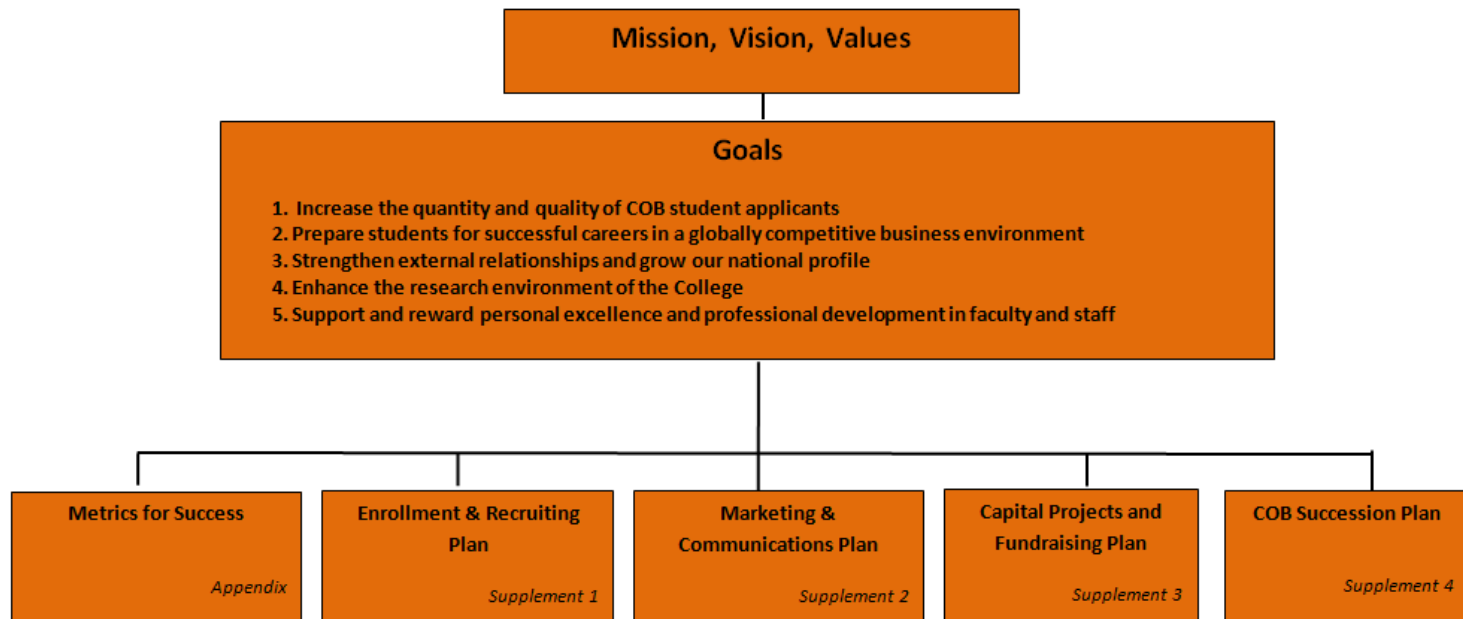 Mission, Vision, Values
Goals
1. Increase the quantity and quality of COB student applicants
2. Prepare students for successful careers in a globally competitive business environment
3. Strengthen external relationships and grow our national profile
4. Enhance the research environment of the College
5. Support and reward personal excellence and professional development in faculty and staff
Metrics for Success
Appendix
Enrollment & Recruiting
Plan
Supplement 1
Marketing &
Communications Plan
Supplement 2
Capital Projects and
Fundraising Plan
Supplement 3
COB Succession Plan
Supplement 4